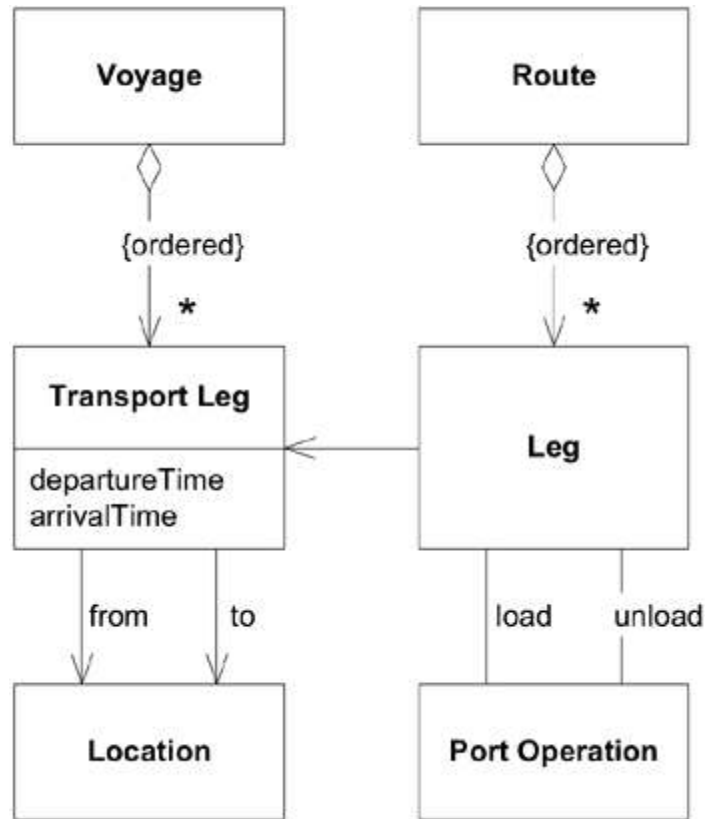 Voyage
Route
{ordered}
{ordered}
*
*
Transport Leg
departureTime
arrivalTime
Leg
from
to
load
unload
Location
Port Operation